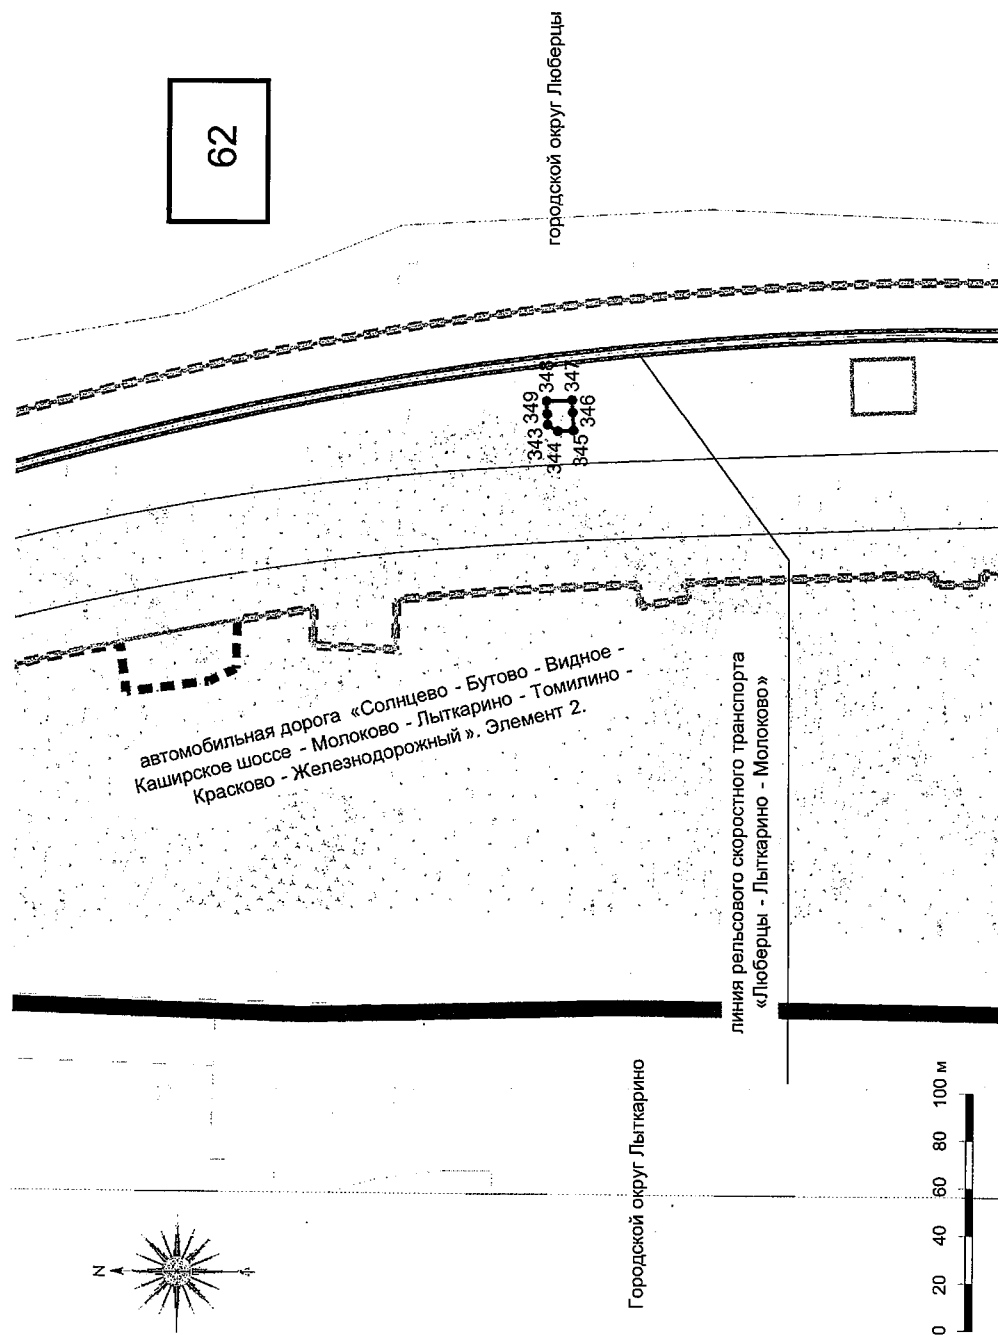 62
городской округ Люберцы
343 349 348
344 347
345 346
автомобильная дорога «Солнцево - Бутово - Видное -
Каширское шоссе - Молоково - Лыткарино - Томилино -
Красково - Железнодорожный». Элемент 2.
линия рельсового скоростного транспорта
«Люберцы - Лыткарино - Молоково»
Городской округ Лыткарино
N
0 20 40 60 80 100 м